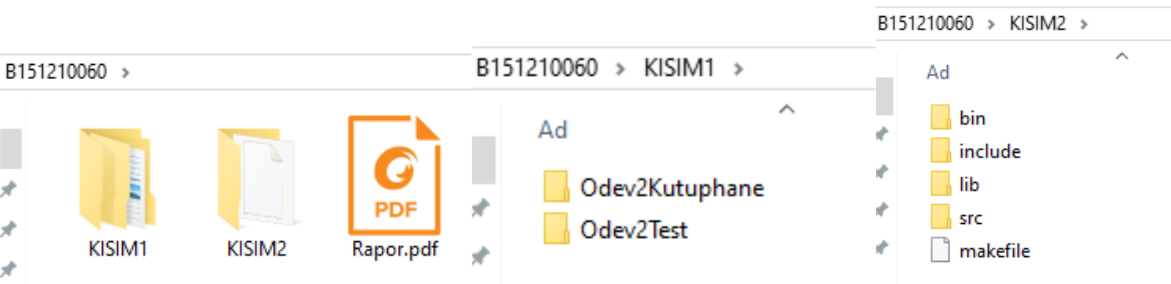 B151210060 >
KISIM1
KISIM2
PDF
Rapor.pdf
B151210060 > KISIM1 >
Ad
Odev2Kutuphane
Odev2Test
B151210060 > KISIM2 >
Ad
bin
include
lib
src
makefile